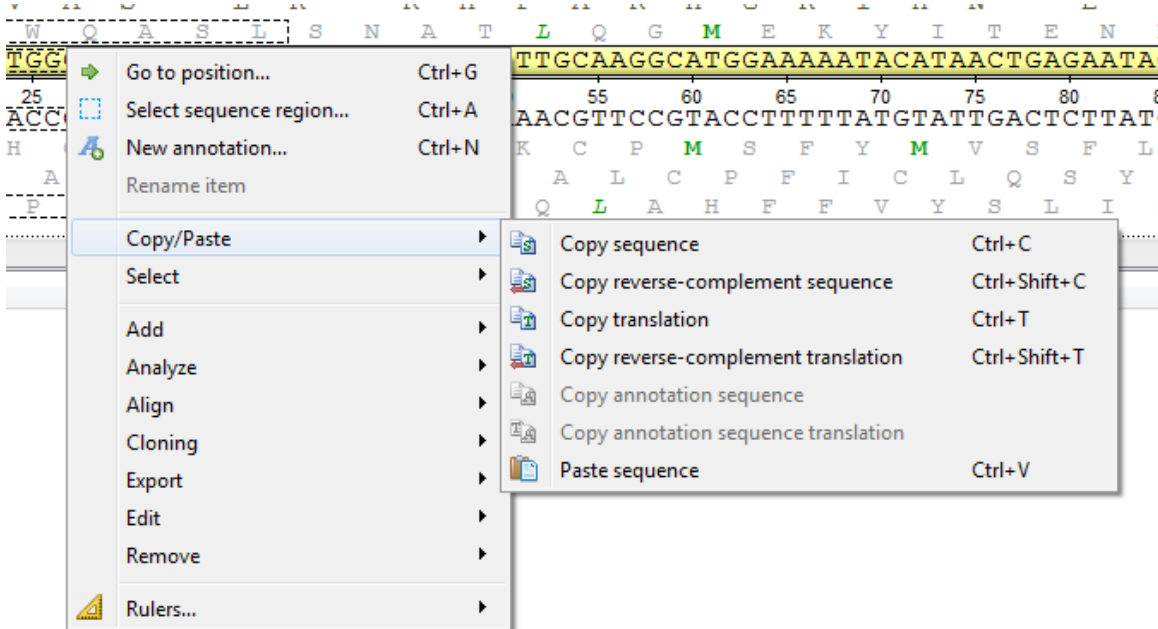 W Q A S L S N A T L Q G M E K Y I T E N
TGG TTGCAAGGCATGGAAAAATACATAACTGAGAATA
25 55 60 65 70 75 80
ACC AACGTTCCGTACCTTTTTATGTATTGACTCTTAT
H K C P M S F Y M V S F L
A A L C P F I C L Q S Y
P Q L A H F F V Y S L I
Go to position... Ctrl+G
Select sequence region... Ctrl+A
New annotation... Ctrl+N
Rename item
Copy/Paste
Select
Add
Analyze
Align
Cloning
Export
Edit
Remove
Rulers...
Copy sequence Ctrl+C
Copy reverse-complement sequence Ctrl+Shift+C
Copy translation Ctrl+T
Copy reverse-complement translation Ctrl+Shift+T
Copy annotation sequence
Copy annotation sequence translation
Paste sequence Ctrl+V